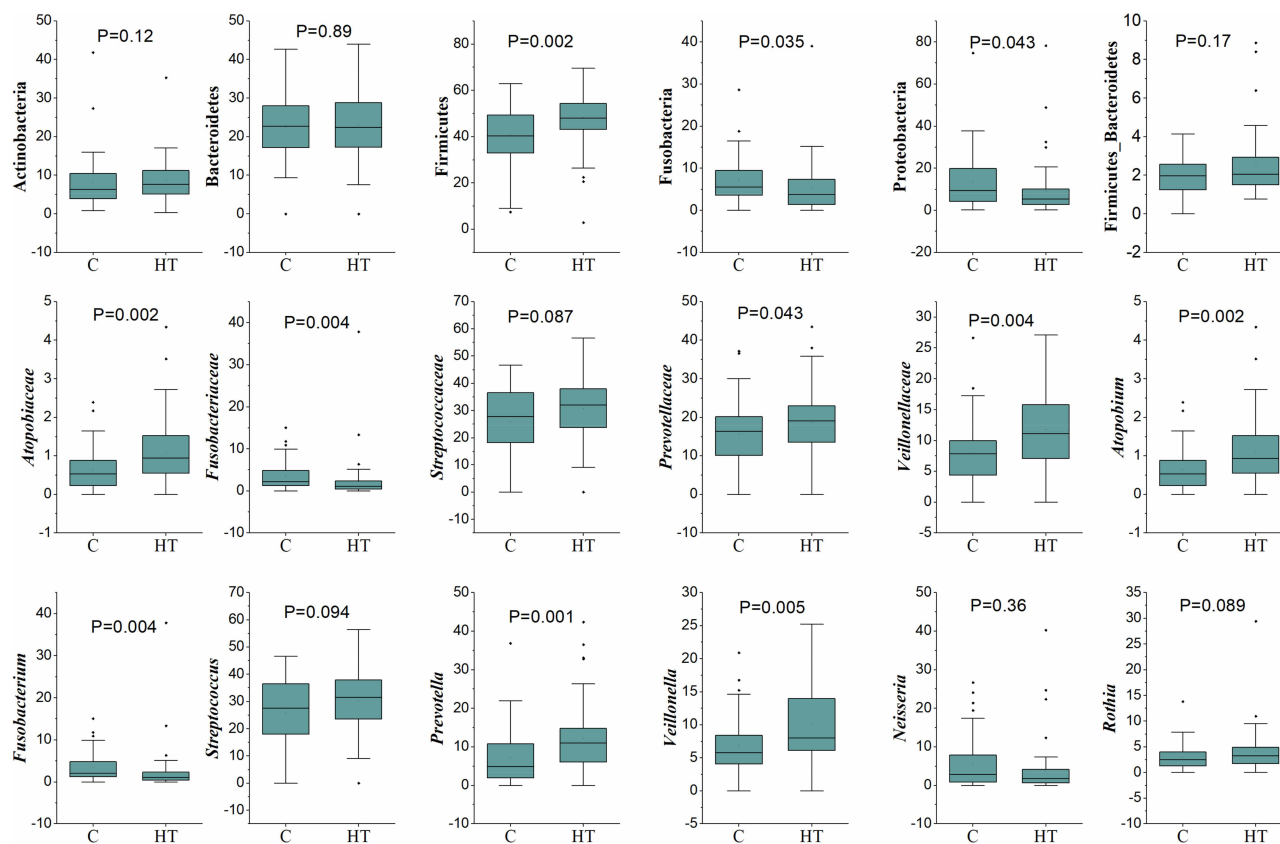 Actinobacteria
P=0.12
50
40
30
20
10
0
-10
C HT
Bacteroidetes
P=0.89
50
40
30
20
10
0
-10
C HT
Firmicutes
P=0.002
80
60
40
20
0
C HT
Fusobacteria
P=0.035
40
30
20
10
0
-10
C HT
Proteobacteria
P=0.043
80
60
40
20
0
-20
C HT
Firmicutes_Bacteroidetes
P=0.17
10
8
6
4
2
0
-2
C HT
Atopobiaceae
P=0.002
5
4
3
2
1
0
-1
C HT
Fusobacteriaceae
P=0.004
40
30
20
10
0
-10
C HT
Streptococcaceae
P=0.087
70
60
50
40
30
20
10
0
-10
C HT
Prevotellaceae
P=0.043
50
40
30
20
10
0
-10
C HT
Veillonellaceae
P=0.004
30
25
20
15
10
5
0
-5
C HT
Atopobium
P=0.002
5
4
3
2
1
0
-1
C HT
Fusobacterium
P=0.004
40
30
20
10
0
-10
C HT
Streptococcus
P=0.094
70
60
50
40
30
20
10
0
-10
C HT
Prevotella
P=0.001
50
40
30
20
10
0
-10
C HT
Veillonella
P=0.005
30
25
20
15
10
5
0
-5
C HT
Neisseria
P=0.36
50
40
30
20
10
0
-10
C HT
Rothia
P=0.089
35
30
25
20
15
10
5
0
-5
-10
C HT